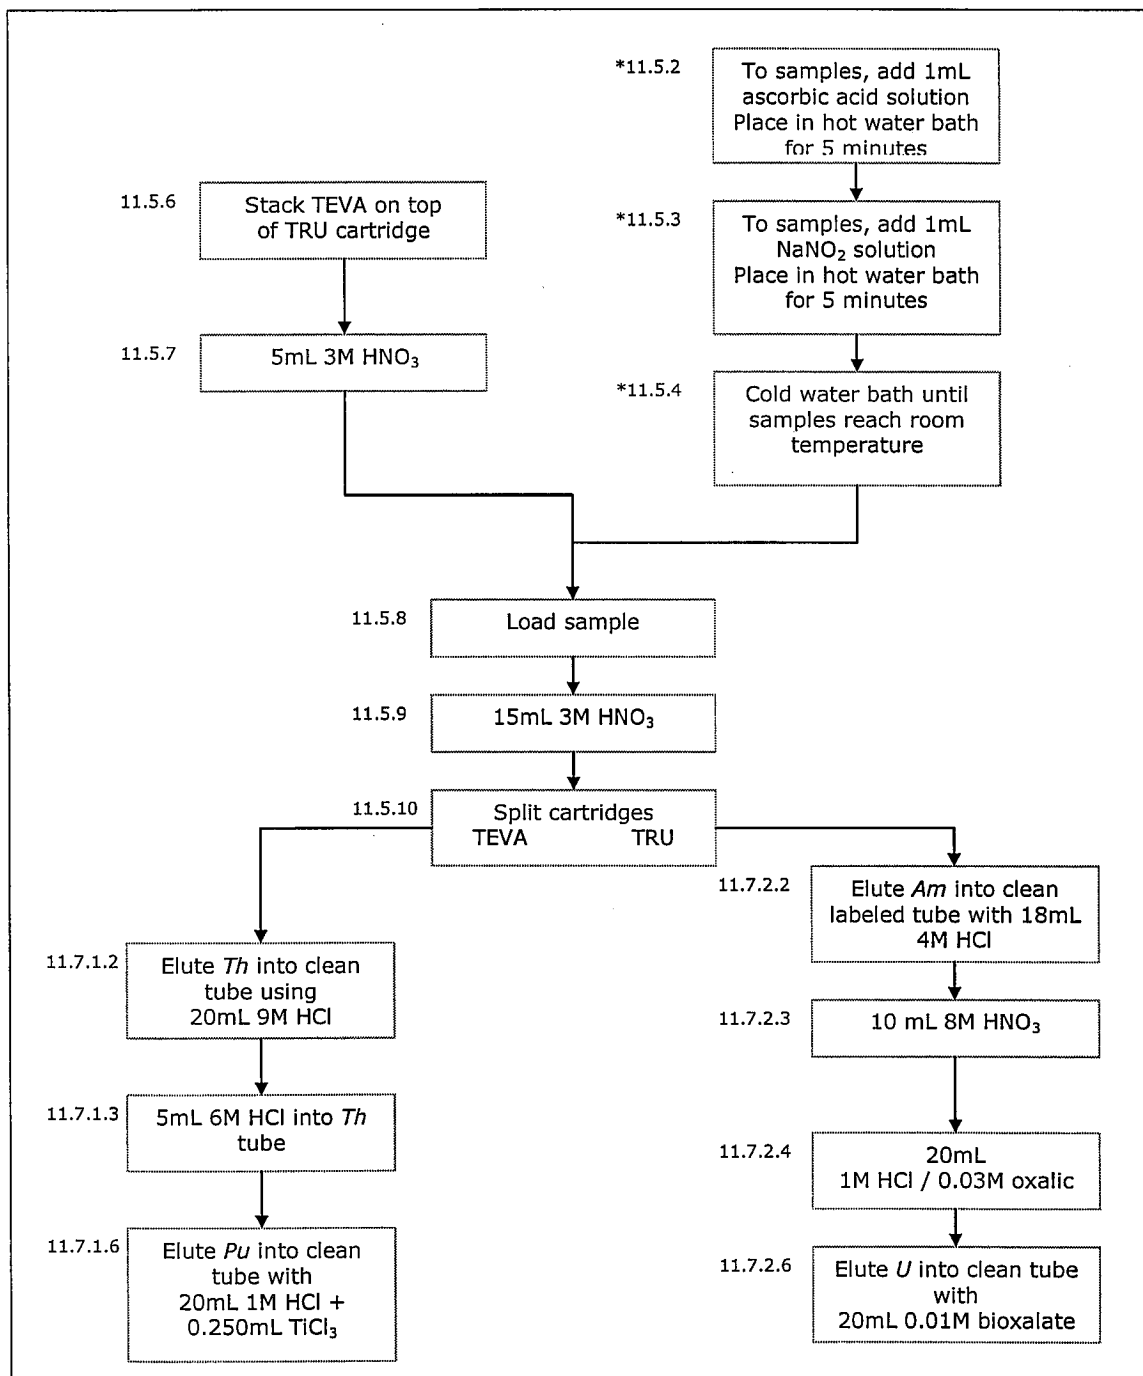 *11.5.2
To samples, add 1mL
ascorbic acid solution
Place in hot water bath
for 5 minutes
11.5.6
Stack TEVA on top
of TRU cartridge
*11.5.3
To samples, add 1mL
NaNO₂ solution
Place in hot water bath
for 5 minutes
11.5.7
5mL 3M HNO₃
*11.5.4
Cold water bath until
samples reach room
temperature
11.5.8
Load sample
11.5.9
15mL 3M HNO₃
11.5.10
Split cartridges
TEVA TRU
11.7.2.2
Elute Am into clean
labeled tube with 18mL
4M HCl
11.7.1.2
Elute Th into clean
tube using
20mL 9M HCl
11.7.2.3
10 mL 8M HNO₃
11.7.1.3
5mL 6M HCl into Th
tube
11.7.2.4
20mL
1M HCl / 0.03M oxalic
11.7.1.6
Elute Pu into clean
tube with
20mL 1M HCl +
0.250mL TiCl₃
11.7.2.6
Elute U into clean tube
with
20mL 0.01M bioxalate